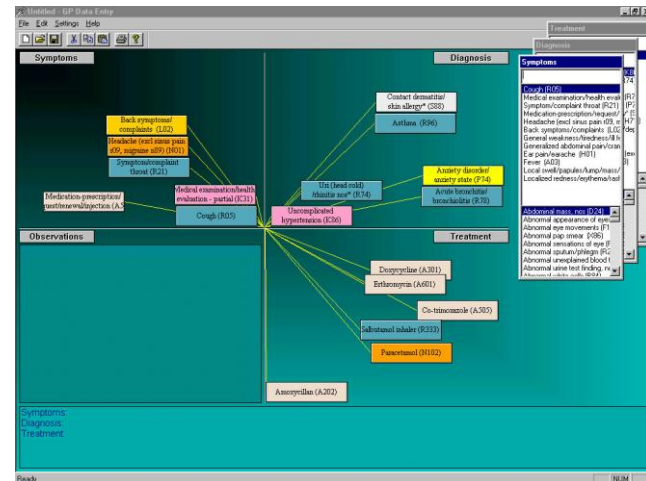 Untitled - GP Data Entry
File Edit Settings Help
Symptoms
Diagnosis
Treatment
Diagnosis
Symptoms
Contact dermatitis/
skin allergy* (S88)
Asthma (R96)
Back symptoms/
complaints (L02)
Headache (excl sinus pain
r09, migraine n89) (N01)
Symptom/complaint
throat (R21)
Medication-prescription/
Medical examination/health
evaluation - partial (K31)
Cough (R05)
Uri (head cold)
/rhinitis nos* (R74)
Anxiety disorder/
anxiety state (P74)
Acute bronchitis/
bronchiolitis (R78)
Uncomplicated
hypertension (K86)
Observations
Treatment
Doxycycline (A301)
Erthromycin (A601)
Co-trimoxazole (A505)
Salbutamol inhaler (R333)
Paracetamol (N102)
Amoxycillan (A202)
Cough (R05)
Medical examination/health
Symptom/complaint throat (R21)
Medication-prescription/request/
Headache (excl sinus pain r09, m
Back symptoms/complaints (L02)
General weakness/tiredness/ill f
Generalized abdominal pain/cram
Ear pain/earache (H01)
Fever (A03)
Local swell/papules/lump/mass/
Localized redness/erythema/rash
Abdominal mass, nos (D24)
Abnormal appearance of eye
Abnormal eye movements (F1
Abnormal pap smear (X86)
Abnormal sensations of eye (F
Abnormal sputum/phlegm (R2
Abnormal unexplained blood t
Abnormal urine test finding, n
Symptoms:
Diagnosis:
Treatment:
Ready
NUM